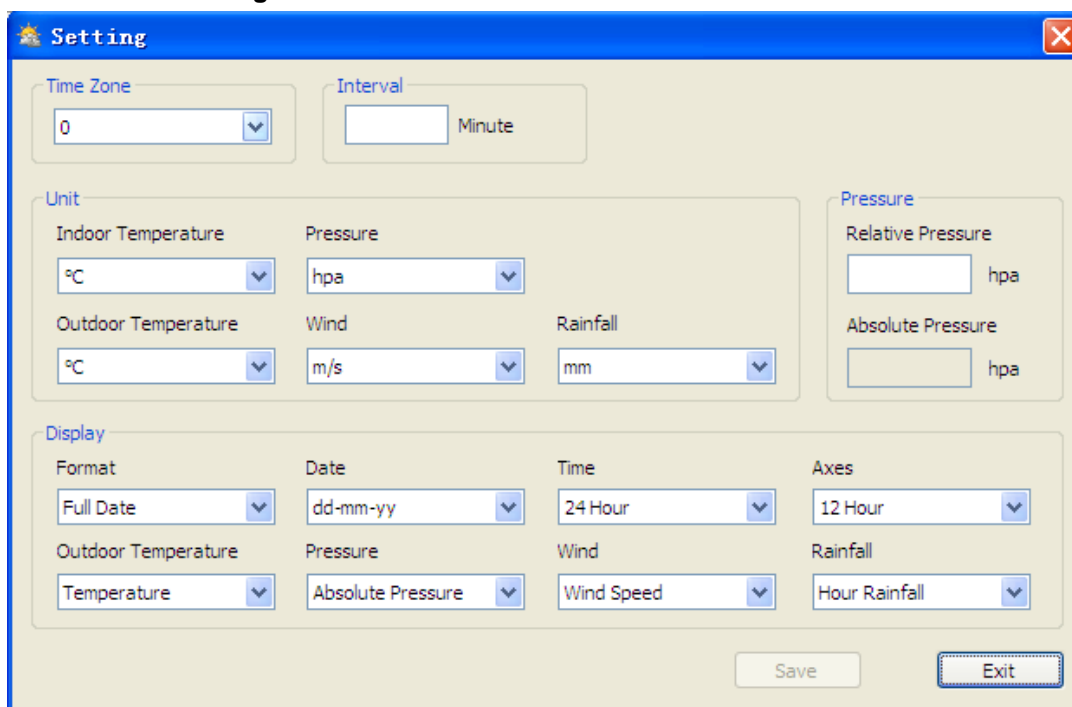 Setting
Time Zone
Interval
0
Minute
Unit
Pressure
Indoor Temperature
Pressure
Relative Pressure
ºC
hpa
hpa
Outdoor Temperature
Wind
Rainfall
Absolute Pressure
ºC
m/s
mm
hpa
Display
Format
Date
Time
Axes
Full Date
dd-mm-yy
24 Hour
12 Hour
Outdoor Temperature
Pressure
Wind
Rainfall
Temperature
Absolute Pressure
Wind Speed
Hour Rainfall
Save
Exit